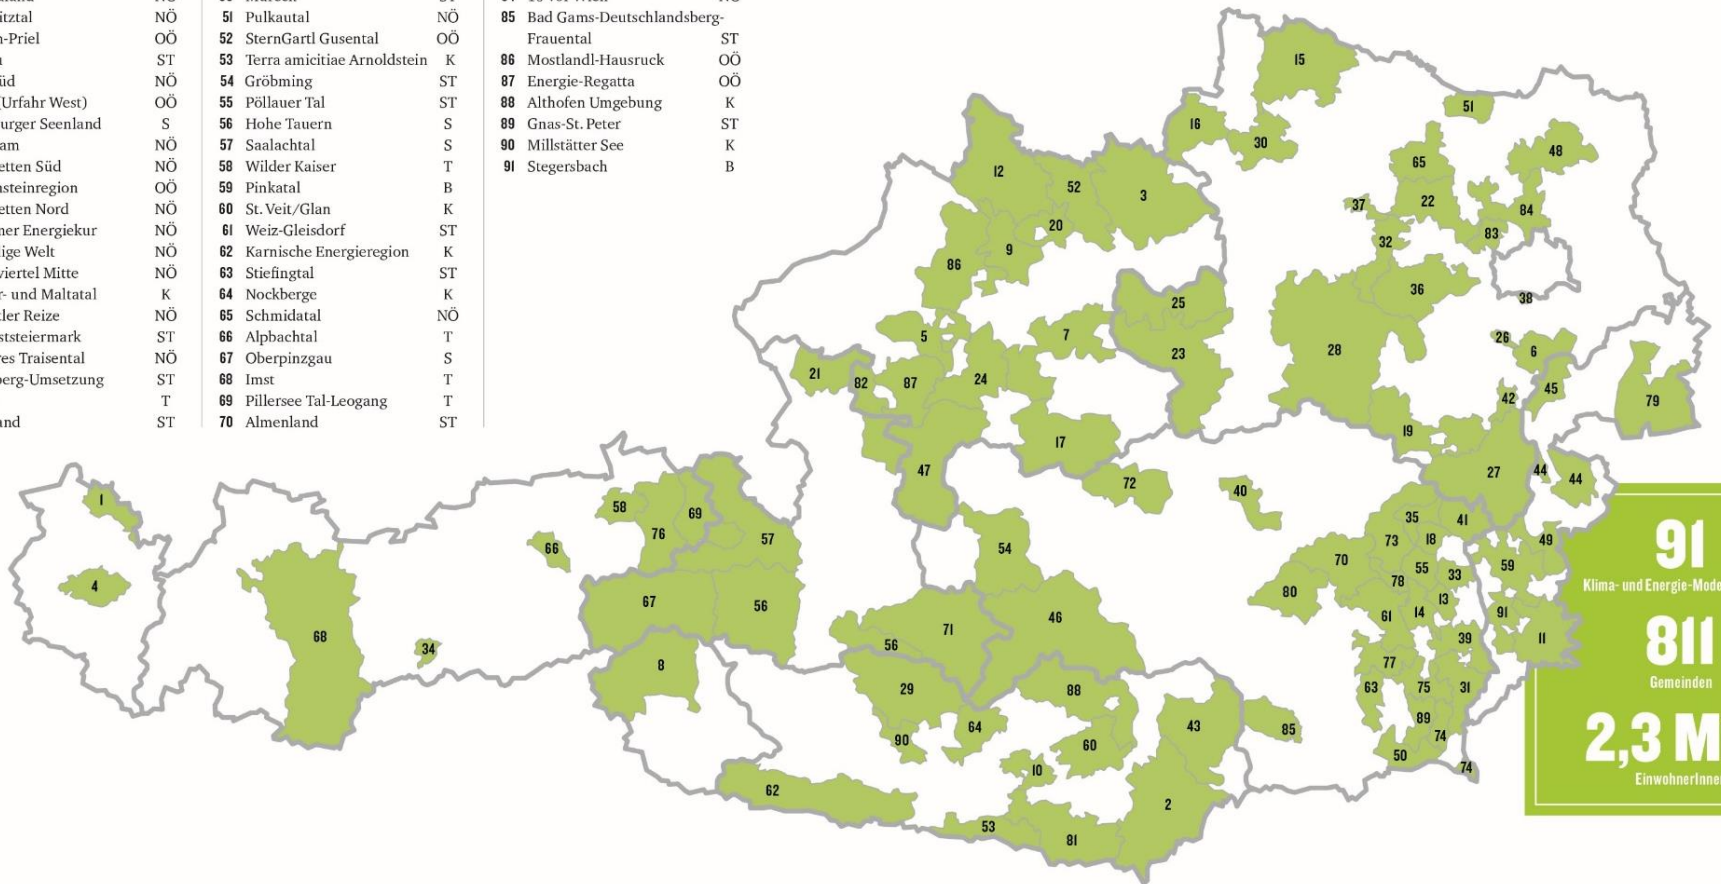 NÖ
itztal NÖ
-Priel OÖ
ST
üd NÖ
(Urfahr West) OÖ
urger Seenland S
am NÖ
etten Süd NÖ
nsteinregion OÖ
etten Nord NÖ
ner Energiekur NÖ
lige Welt NÖ
viertel Mitte NÖ
r- und Maltatal K
ler Reize NÖ
ststeiermark ST
es Traisental NÖ
berg-Umsetzung ST
T
and ST
51 Pulkautal NÖ
52 SternGartl Gusental OÖ
53 Terra amicitiae Arnoldstein K
54 Gröbming ST
55 Pöllauer Tal ST
56 Hohe Tauern S
57 Saalachtal S
58 Wilder Kaiser T
59 Pinkatal B
60 St. Veit/Glan K
61 Weiz-Gleisdorf ST
62 Karnische Energieregion K
63 Stiefingtal ST
64 Nockberge K
65 Schmidatal NÖ
66 Alpbachtal T
67 Oberpinzgau S
68 Imst T
69 Pillersee Tal-Leogang T
70 Almenland ST
85 Bad Gams-Deutschlandsberg-
Frauental ST
86 Mostlandl-Hausruck OÖ
87 Energie-Regatta OÖ
88 Althofen Umgebung K
89 Gnas-St. Peter ST
90 Millstätter See K
91 Stegersbach B
15
51
16
30
48
12
65
52
3
37
22
84
20
32
83
9
86
36
38
25
5
7
26
28
6
23
21
82
87
24
45
42
79
19
17
47
27
44
44
72
40
1
58
69
35
41
76
57
73
18
49
66
54
70
55
59
33
4
78
80
13
67
56
14
91
61
46
71
68
39
11
56
34
8
77
29
88
63
75
31
89
64
43
85
74
90
60
50
74
10
62
2
53
81
91
Klima- und Energie-Mode
811
Gemeinden
2,3 M
EinwohnerInne